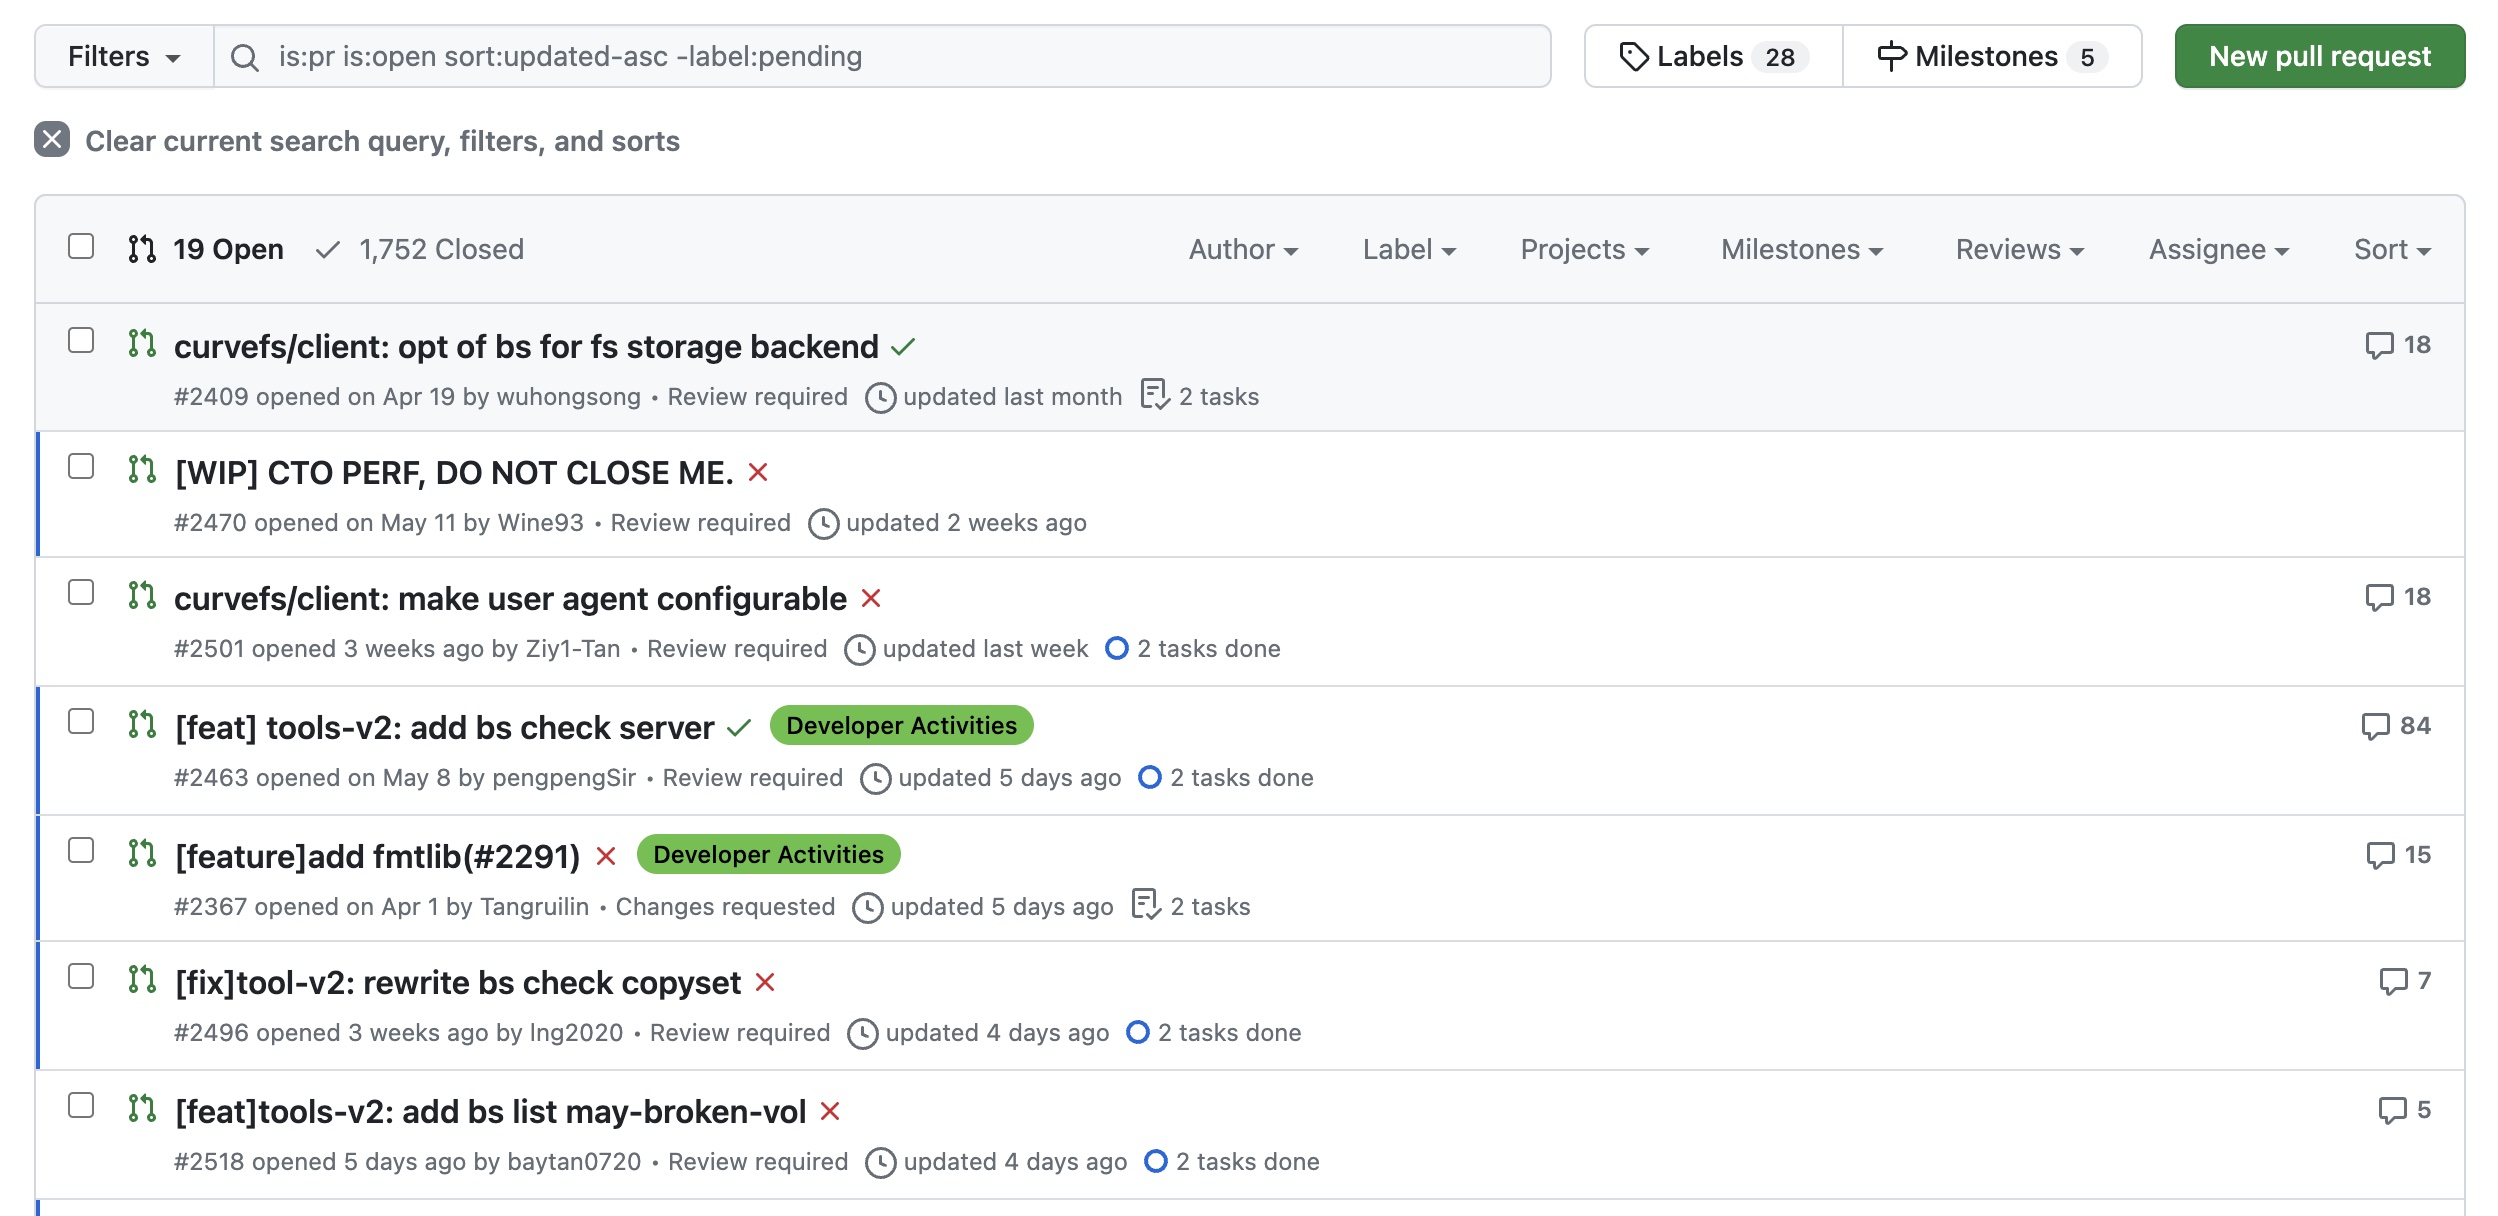 Filters is:pr is:open sort:updated-asc -label:pending Labels 28 Milestones 5 New pull request
Clear current search query, filters, and sorts
19 Open 1,752 Closed Author Label Projects Milestones Reviews Assignee Sort
curvefs/client: opt of bs for fs storage backend 18
#2409 opened on Apr 19 by wuhongsong • Review required updated last month 2 tasks
[WIP] CTO PERF, DO NOT CLOSE ME.
#2470 opened on May 11 by Wine93 • Review required updated 2 weeks ago
curvefs/client: make user agent configurable 18
#2501 opened 3 weeks ago by Ziy1-Tan • Review required updated last week 2 tasks done
[feat] tools-v2: add bs check server Developer Activities 84
#2463 opened on May 8 by pengpengSir • Review required updated 5 days ago 2 tasks done
[feature]add fmtlib(#2291) Developer Activities 15
#2367 opened on Apr 1 by Tangruilin • Changes requested updated 5 days ago 2 tasks
[fix]tool-v2: rewrite bs check copyset 7
#2496 opened 3 weeks ago by lng2020 • Review required updated 4 days ago 2 tasks done
[feat]tools-v2: add bs list may-broken-vol 5
#2518 opened 5 days ago by baytan0720 • Review required updated 4 days ago 2 tasks done